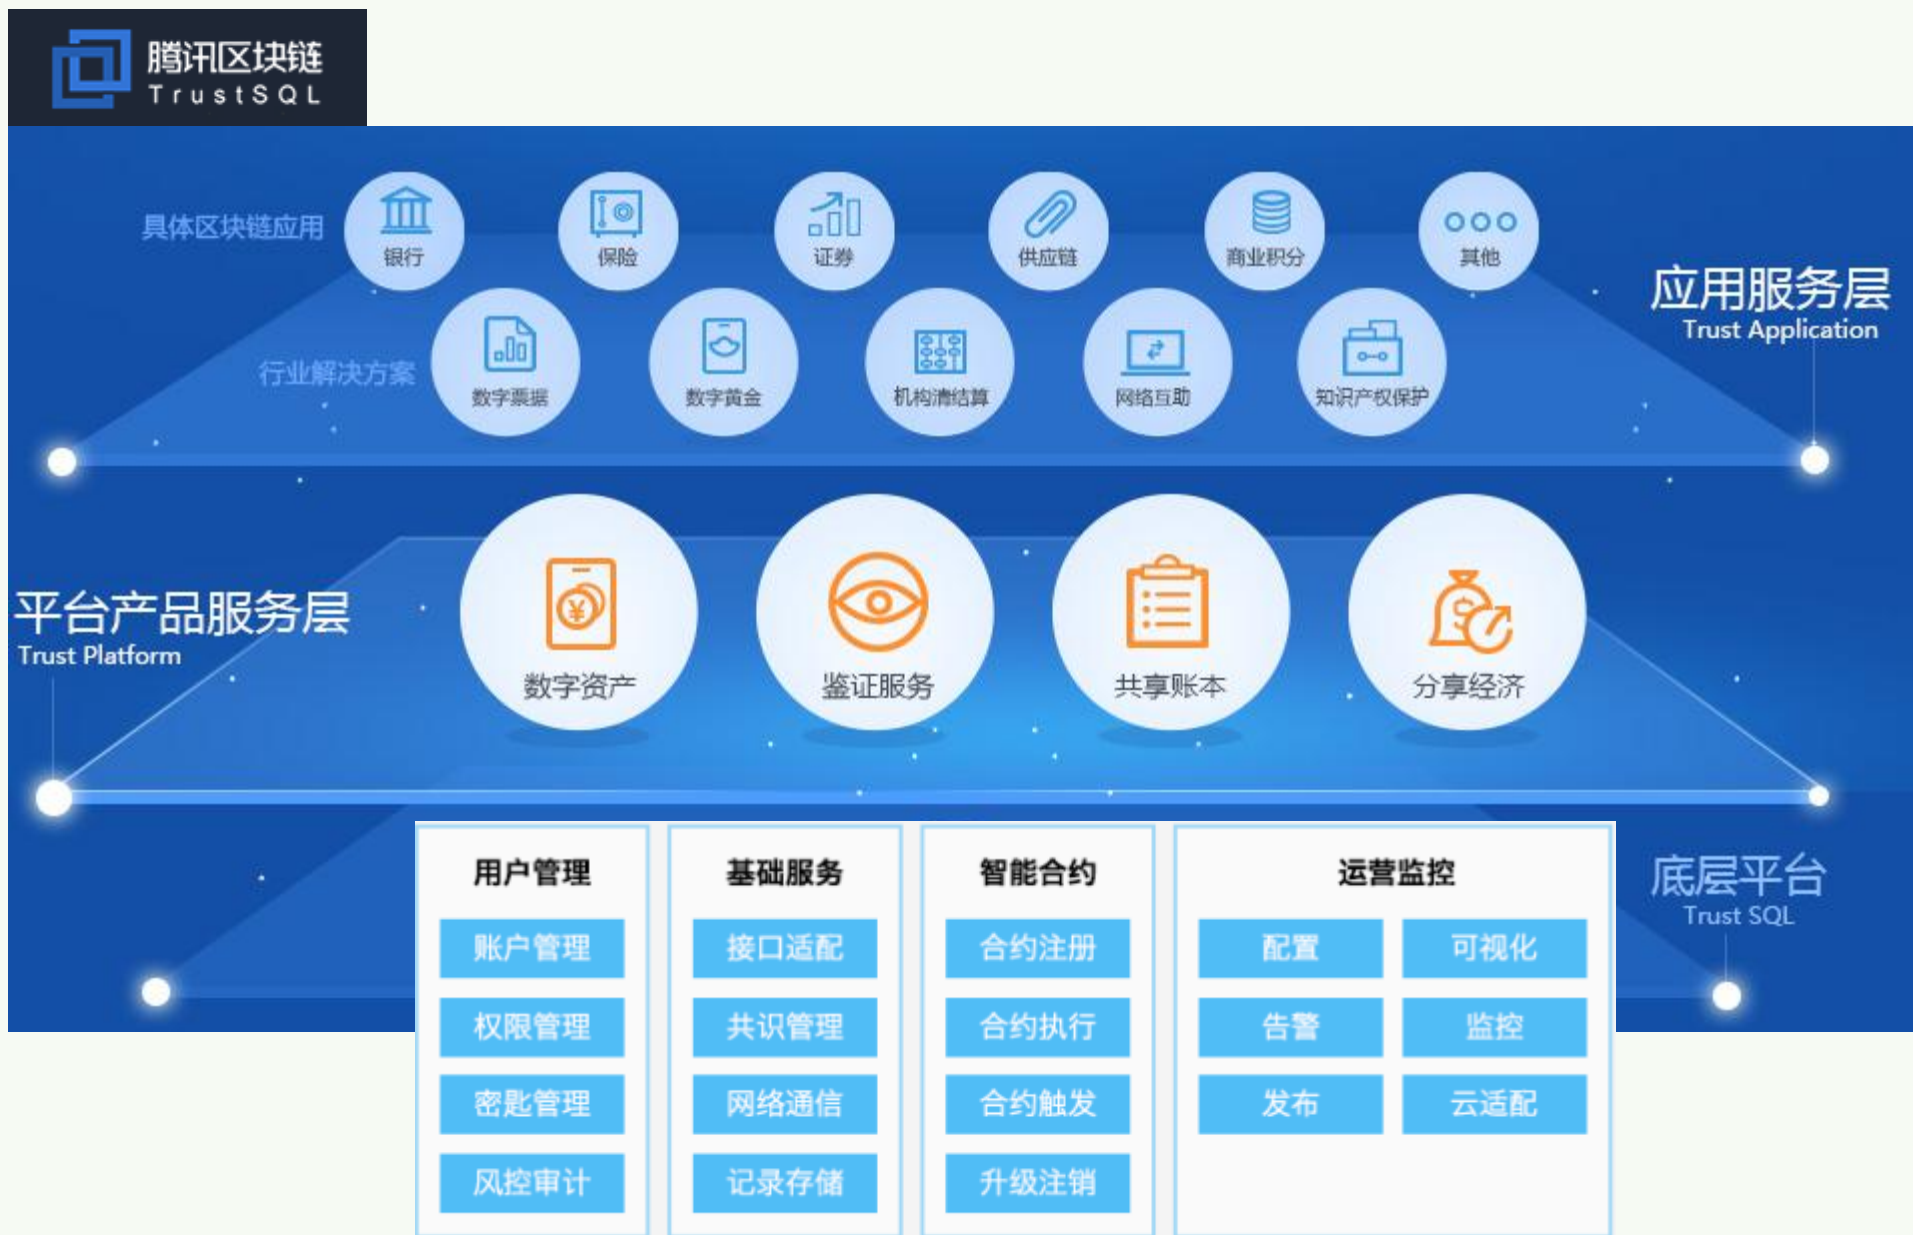 腾讯区块链
TrustSQL
具体区块链应用
银行
保险
证券
供应链
商业积分
其他
应用服务层
Trust Application
行业解决方案
数字票据
数字黄金
机构清结算
网络互助
知识产权保护
平台产品服务层
Trust Platform
数字资产
鉴证服务
共享账本
分享经济
底层平台
Trust SQL
用户管理
账户管理
权限管理
密匙管理
风控审计
基础服务
接口适配
共识管理
网络通信
记录存储
智能合约
合约注册
合约执行
合约触发
升级注销
运营监控
配置
可视化
告警
监控
发布
云适配